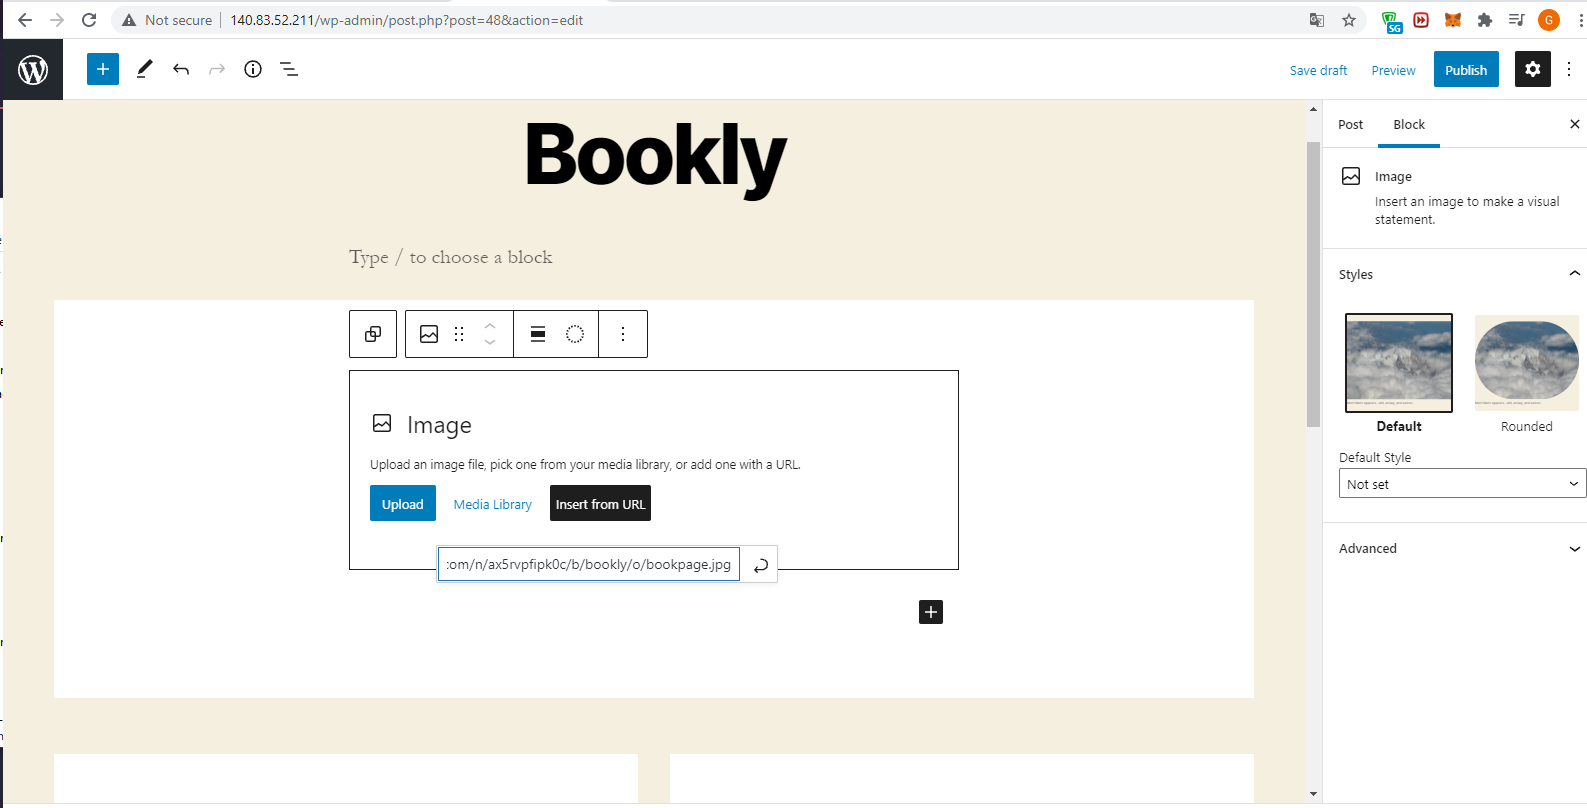 Not secure
140.83.52.211/wp-admin/post.php?post=48&action=edit
SG
G
Save draft
Preview
Publish
Bookly
Type / to choose a block
Image
Upload an image file, pick one from your media library, or add one with a URL.
Upload
Media Library
Insert from URL
:om/n/ax5rvpfipk0c/b/bookly/o/bookpage.jpg
Post
Block
Image
Insert an image to make a visual
statement.
Styles
Default
Rounded
Default Style
Not set
Advanced